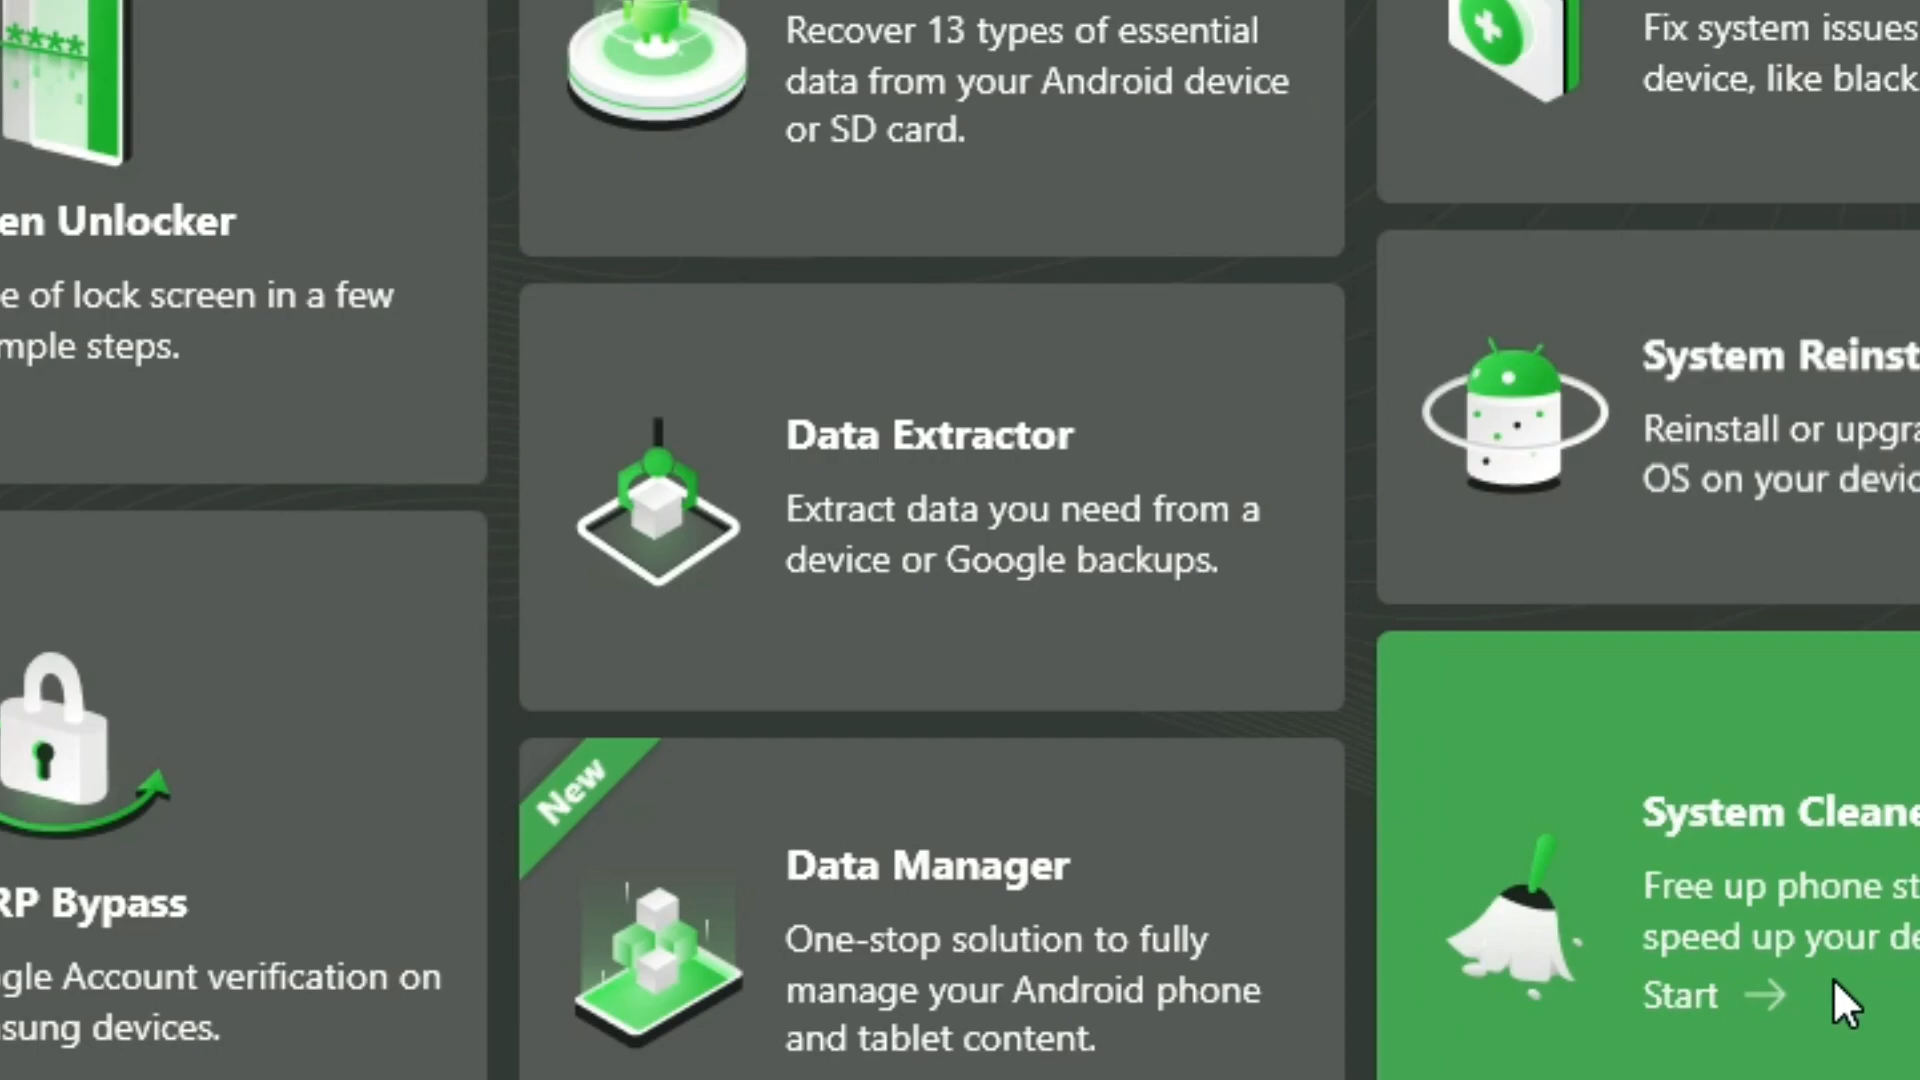 ****
en Unlocker
e of lock screen in a few
mple steps.
RP Bypass
gle Account verification on
sung devices.
Recover 13 types of essential
data from your Android device
or SD card.
Data Extractor
Extract data you need from a
device or Google backups.
New
Data Manager
One-stop solution to fully
manage your Android phone
and tablet content.
Fix system issues
device, like black
System Reinst
Reinstall or upgra
OS on your devic
System Cleane
Free up phone st
speed up your de
Start →